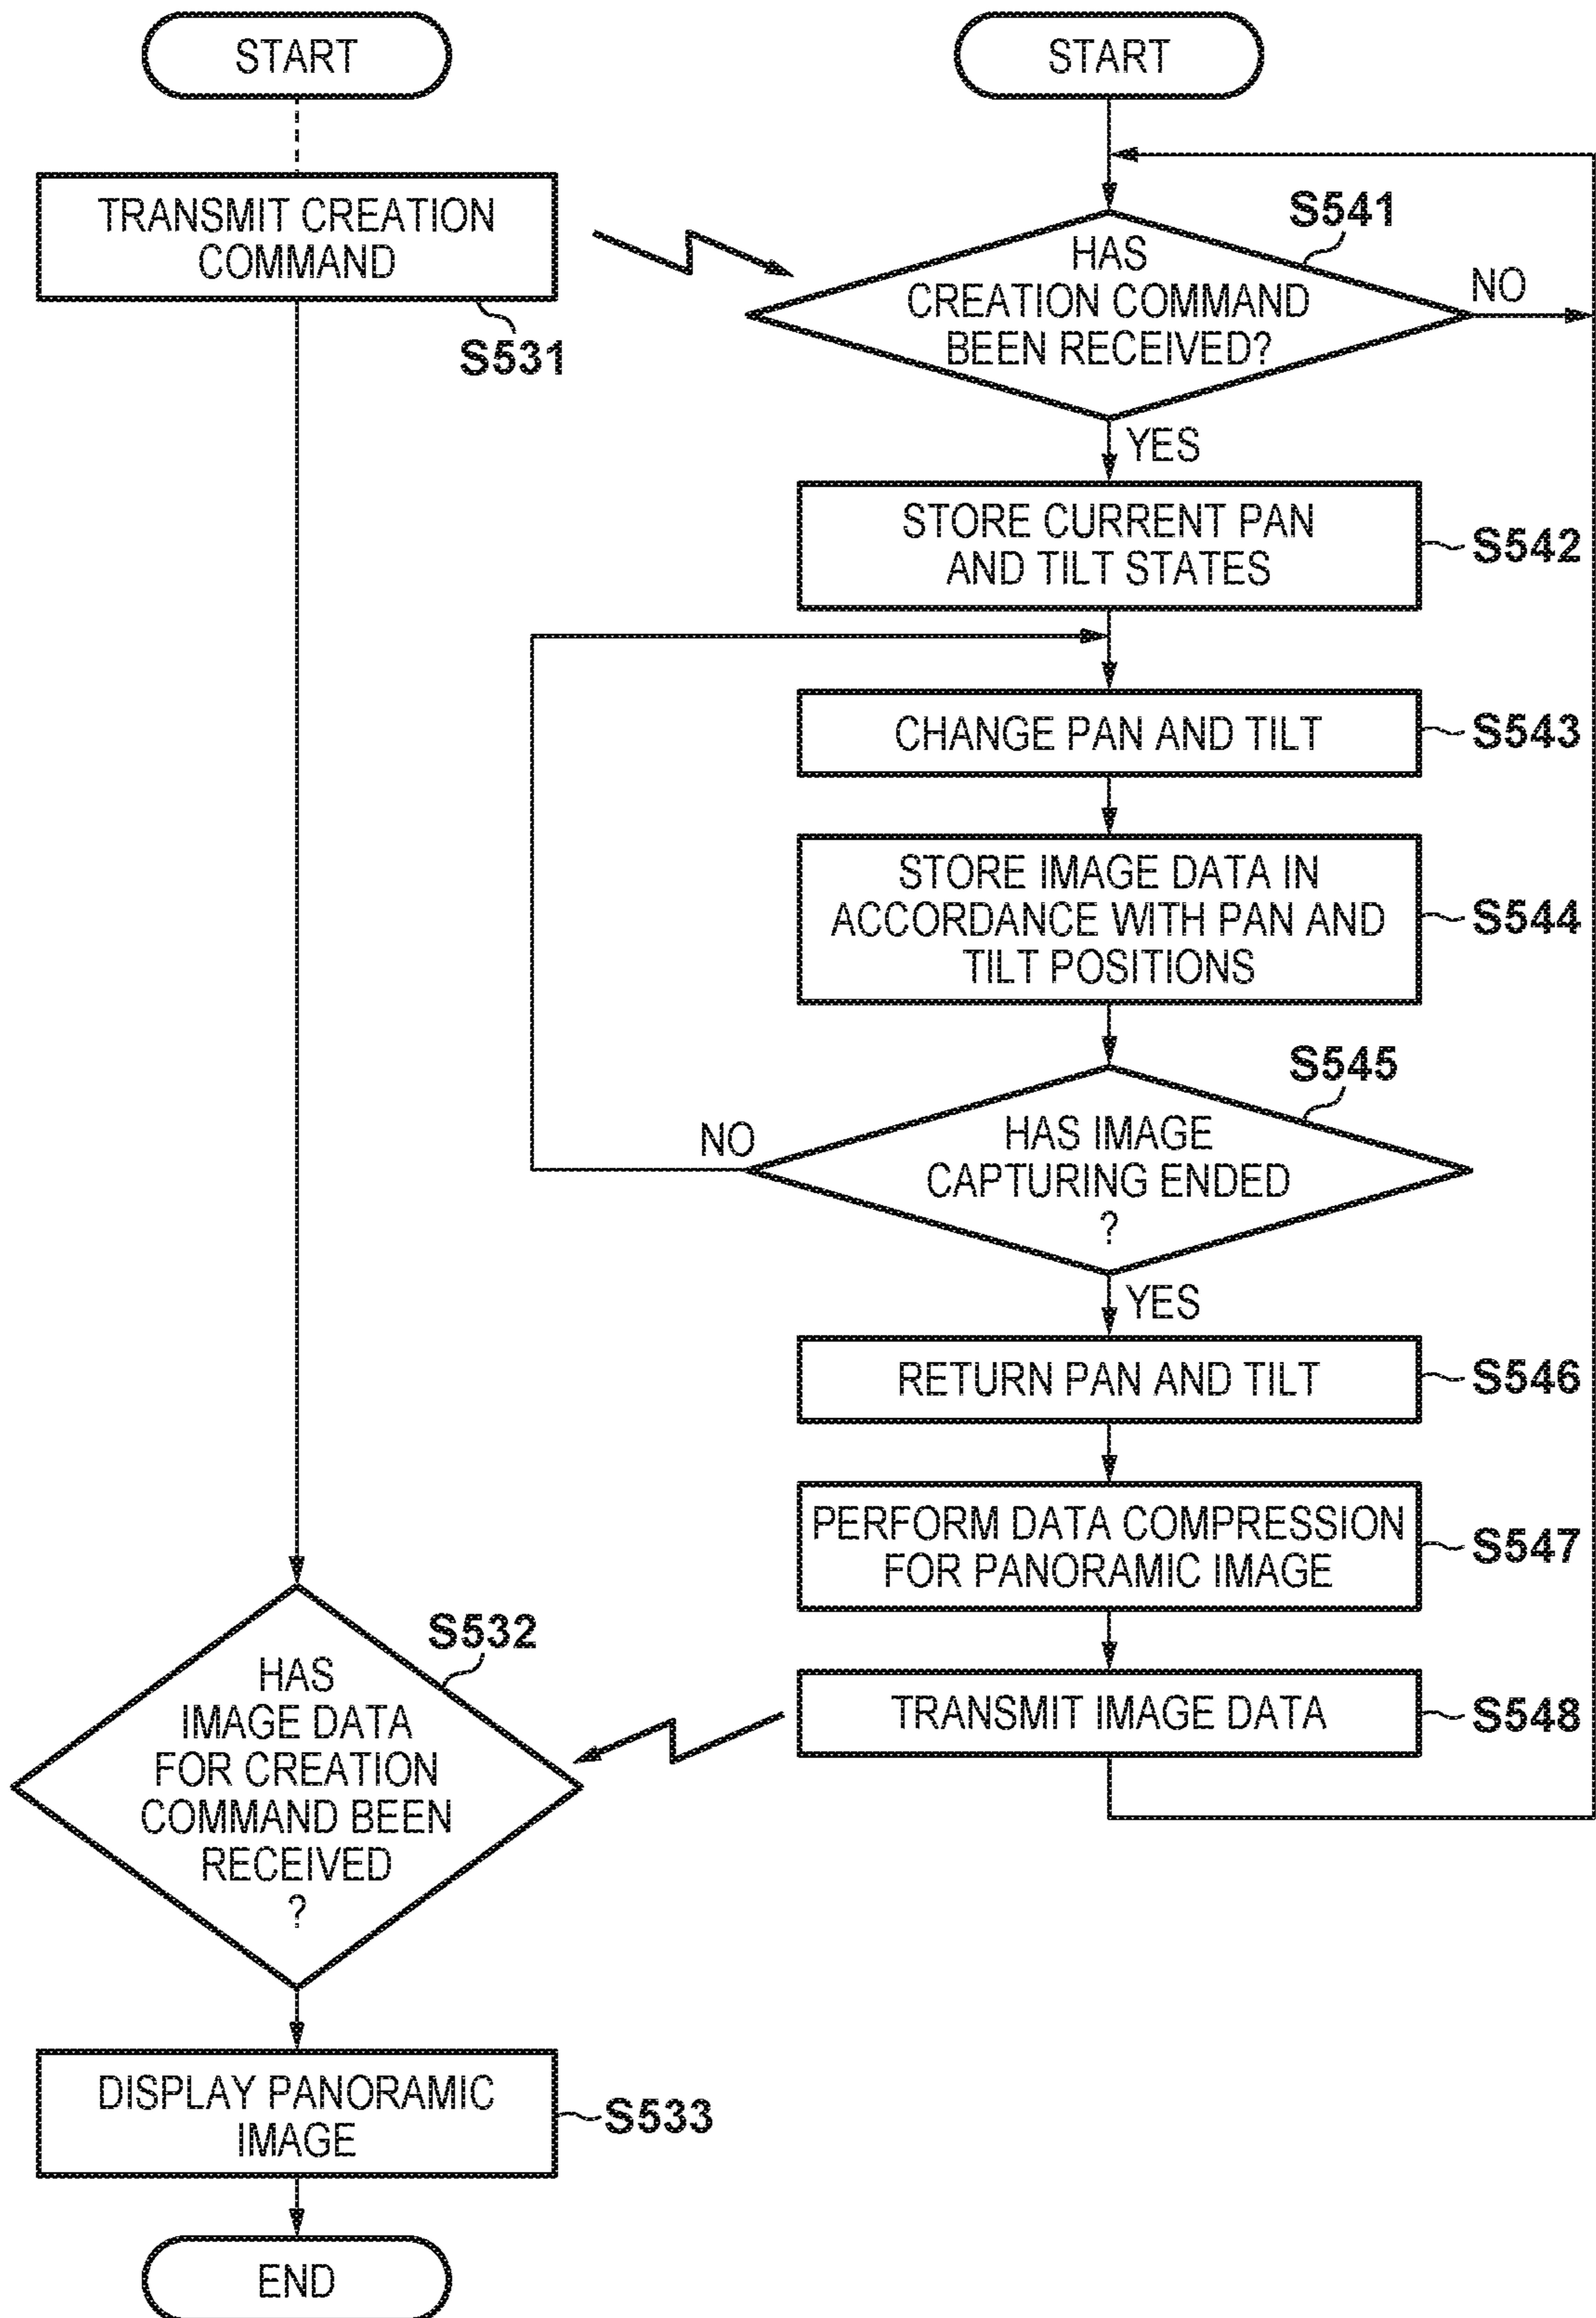 START
TRANSMIT CREATION
COMMAND
S531
HAS
IMAGE DATA
FOR CREATION
COMMAND BEEN
RECEIVED
?
S532
DISPLAY PANORAMIC
IMAGE
S533
END
START
HAS
CREATION COMMAND
BEEN RECEIVED?
S541
NO
YES
STORE CURRENT PAN
AND TILT STATES
S542
CHANGE PAN AND TILT
S543
STORE IMAGE DATA IN
ACCORDANCE WITH PAN AND
TILT POSITIONS
S544
HAS IMAGE
CAPTURING ENDED
?
S545
NO
YES
RETURN PAN AND TILT
S546
PERFORM DATA COMPRESSION
FOR PANORAMIC IMAGE
S547
TRANSMIT IMAGE DATA
S548